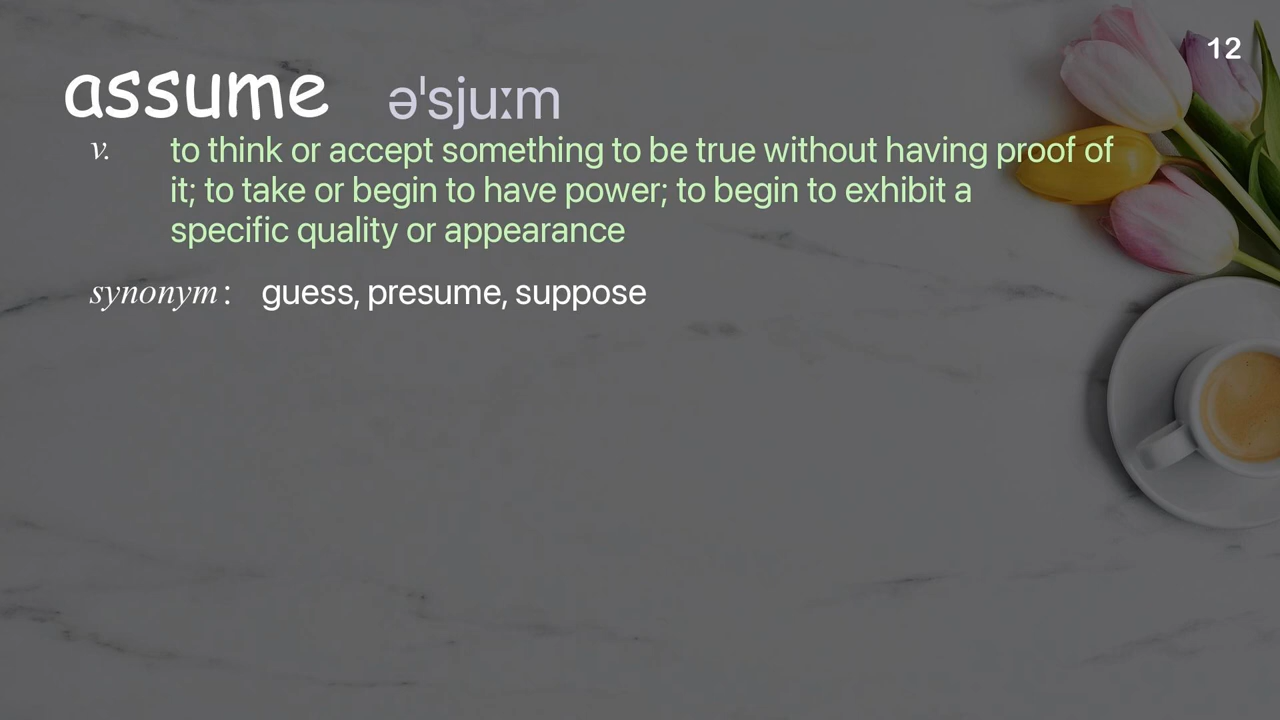 12
assume əˈsjuːm
v. to think or accept something to be true without having proof of
it; to take or begin to have power; to begin to exhibit a
specific quality or appearance
synonym : guess, presume, suppose